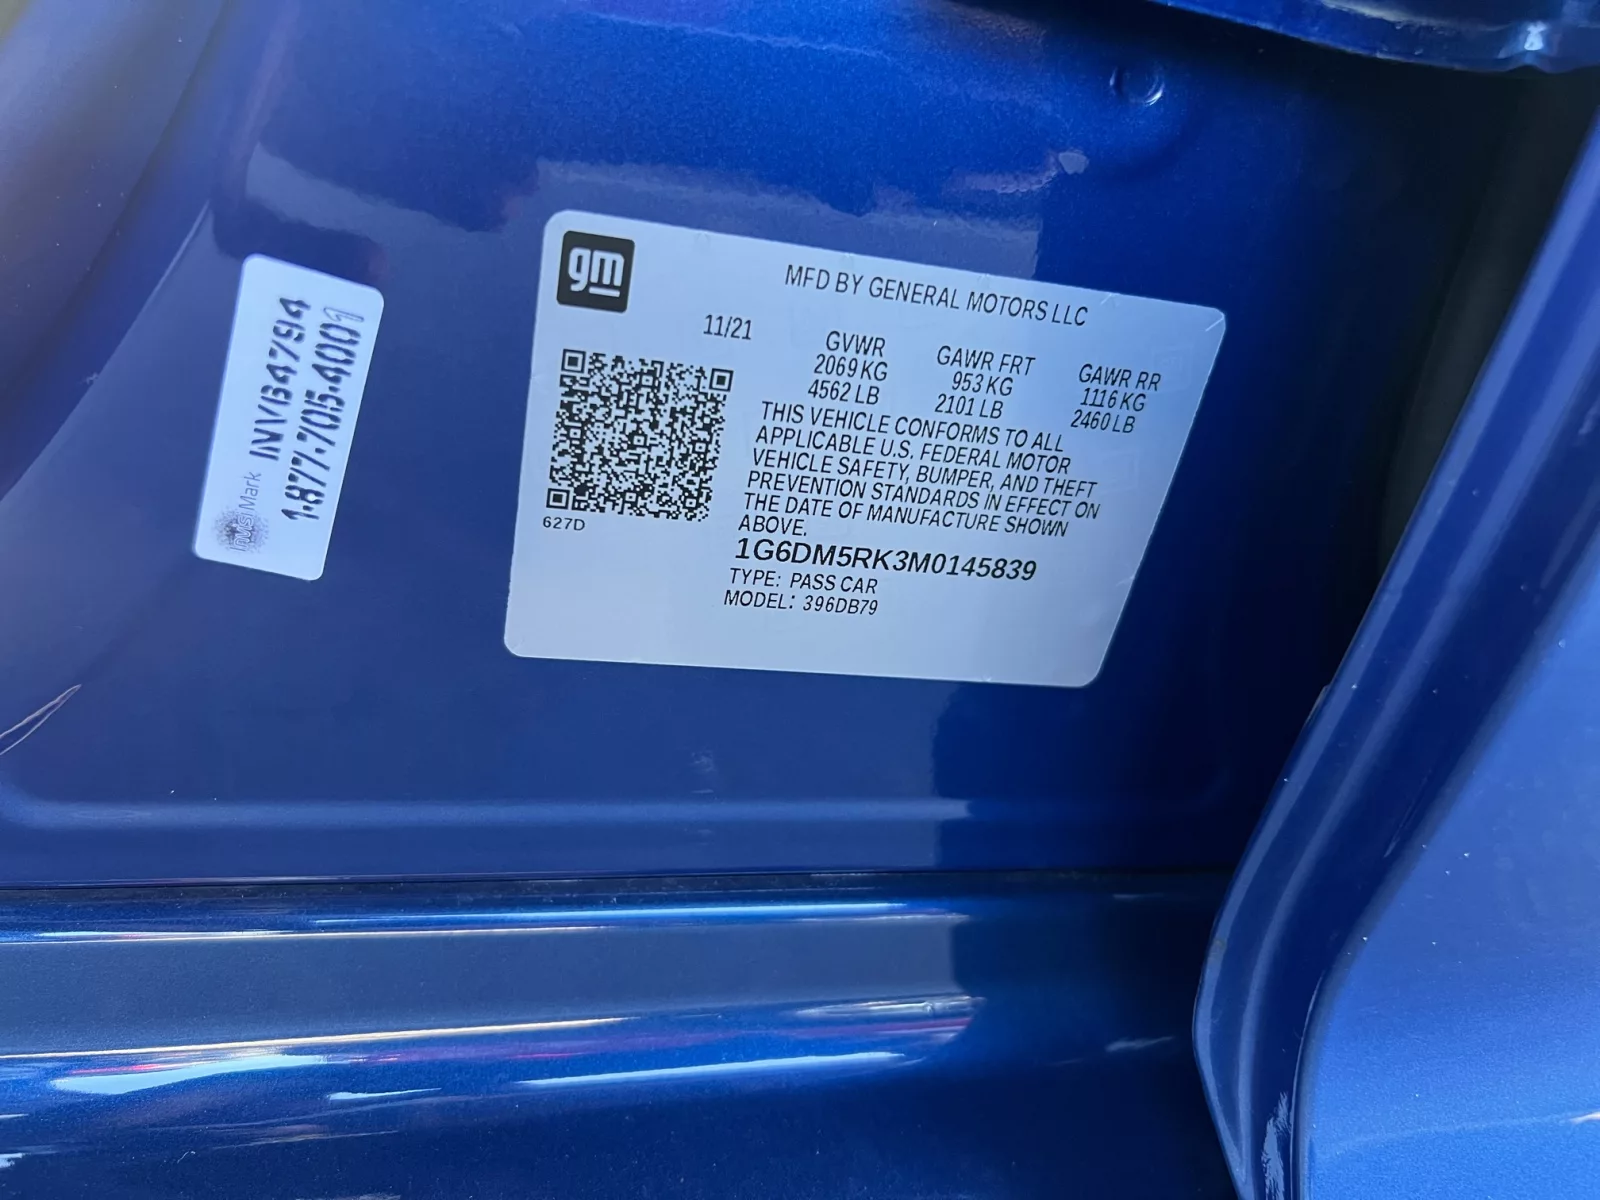 gm
MFD BY GENERAL MOTORS LLC
11/21
GVWR
2069 KG
4562 LB
GAWR FRT
953 KG
2101 LB
GAWR RR
1116 KG
2460 LB
THIS VEHICLE CONFORMS TO ALL
APPLICABLE U.S. FEDERAL MOTOR
VEHICLE SAFETY, BUMPER, AND THEFT
PREVENTION STANDARDS IN EFFECT ON
THE DATE OF MANUFACTURE SHOWN
ABOVE.
1G6DM5RK3M0145839
TYPE: PASS CAR
MODEL: 396DB79
627D
Mark
INVB4794
1-877-705-4001